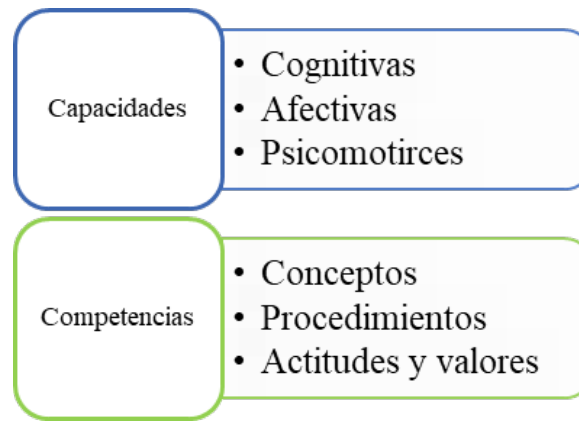 Capacidades
• Cognitivas
• Afectivas
• Psicomotirces
Competencias
• Conceptos
• Procedimientos
• Actitudes y valores